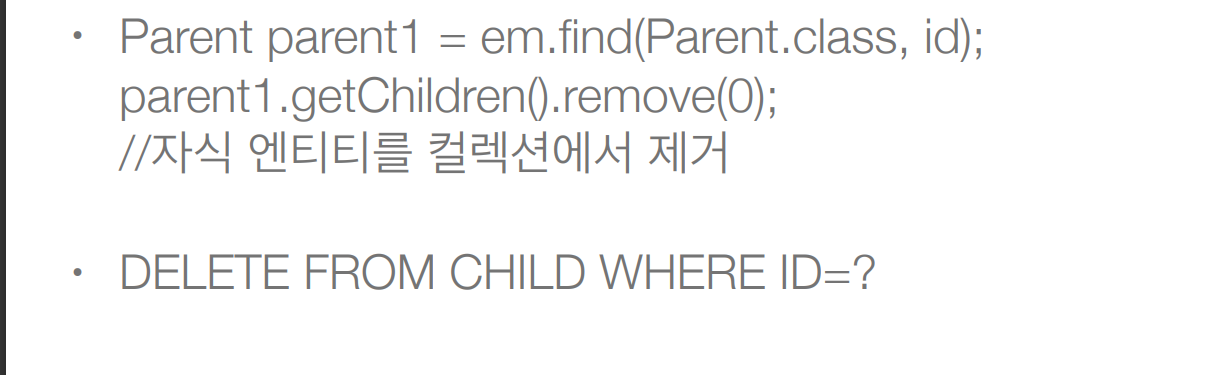 • Parent parent1 = em.find(Parent.class, id);
parent1.getChildren().remove(0);
//자식 엔티티를 컬렉션에서 제거
• DELETE FROM CHILD WHERE ID=?